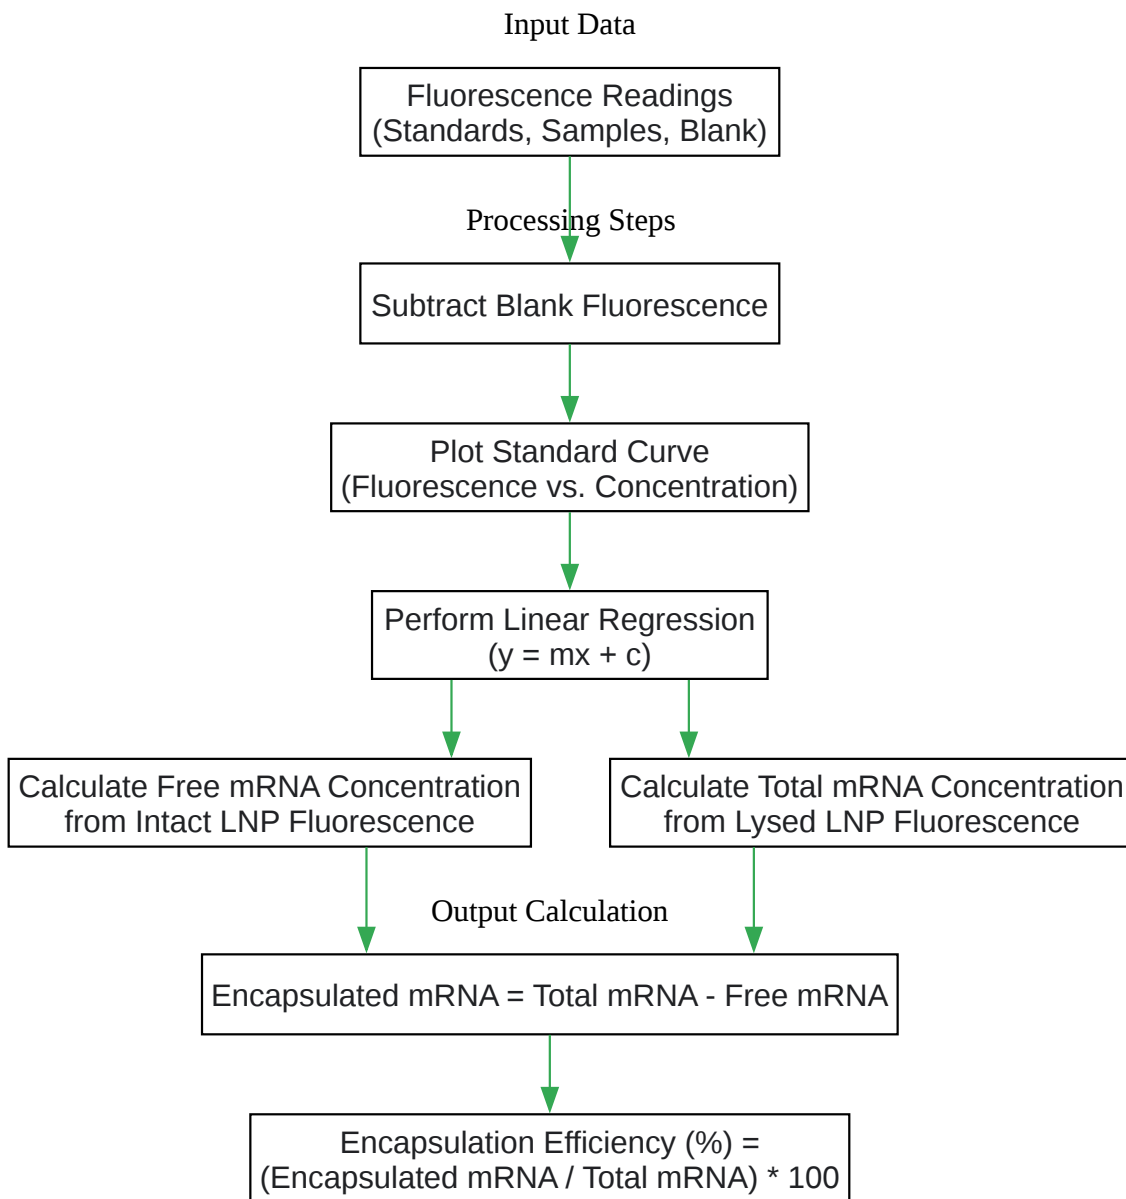 Input Data
Fluorescence Readings
(Standards, Samples, Blank)
Processing Steps
Subtract Blank Fluorescence
Plot Standard Curve
(Fluorescence vs. Concentration)
Perform Linear Regression
(y = mx + c)
Calculate Free mRNA Concentration
from Intact LNP Fluorescence
Calculate Total mRNA Concentration
from Lysed LNP Fluorescence
Output Calculation
Encapsulated mRNA = Total mRNA - Free mRNA
Encapsulation Efficiency (%) =
(Encapsulated mRNA / Total mRNA) * 100